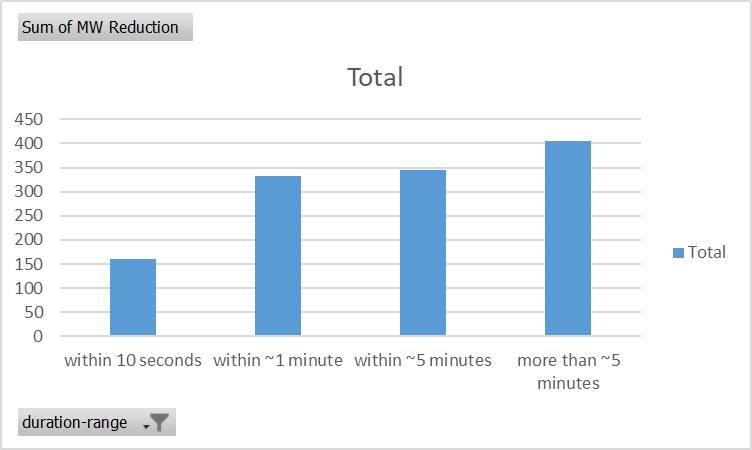 Sum of MW Reduction
Total
450
400
350
300
250
200
150
100
50
0
within 10 seconds
within ~1 minute
within ~5 minutes
more than ~5
minutes
Total
duration-range